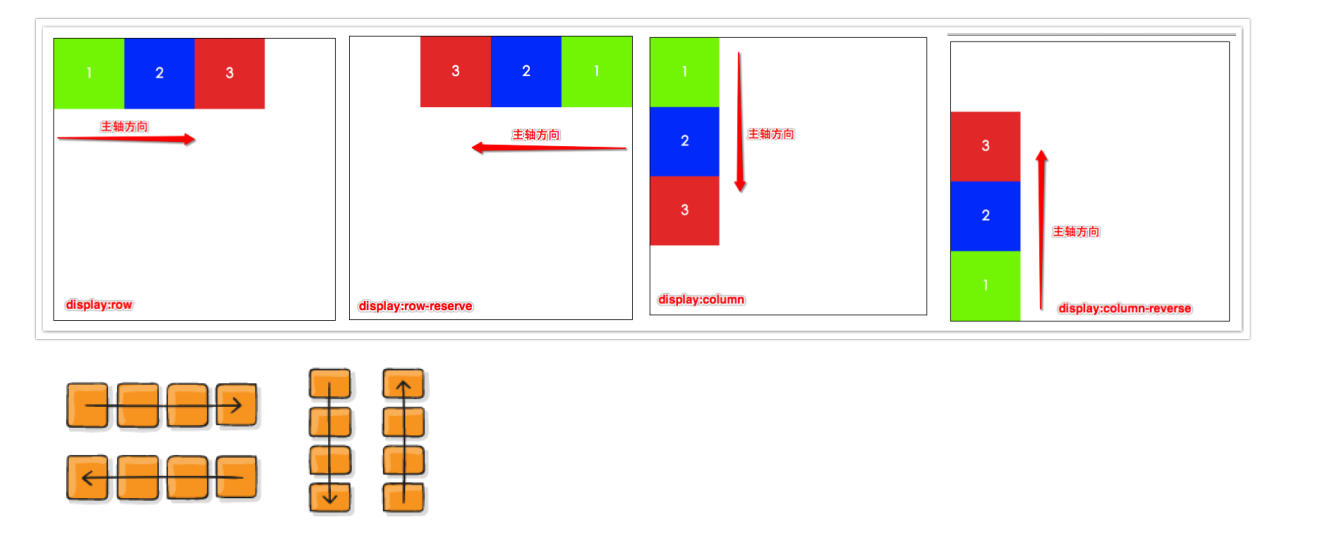 1 2 3
主轴方向
display:row
3 2 1
主轴方向
display:row-reserve
1
2
3
主轴方向
display:column
3
2
1
主轴方向
display:column-reverse